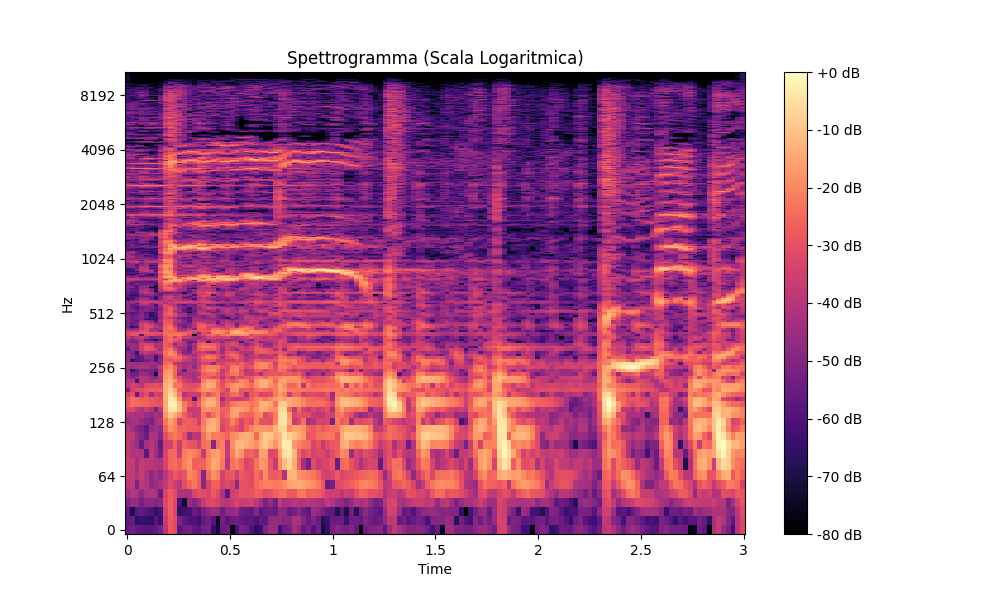 Spettrogramma (Scala Logaritmica)
Hz
8192
4096
2048
1024
512
256
128
64
0
0
0.5
1
1.5
2
2.5
3
Time
+0 dB
-10 dB
-20 dB
-30 dB
-40 dB
-50 dB
-60 dB
-70 dB
-80 dB